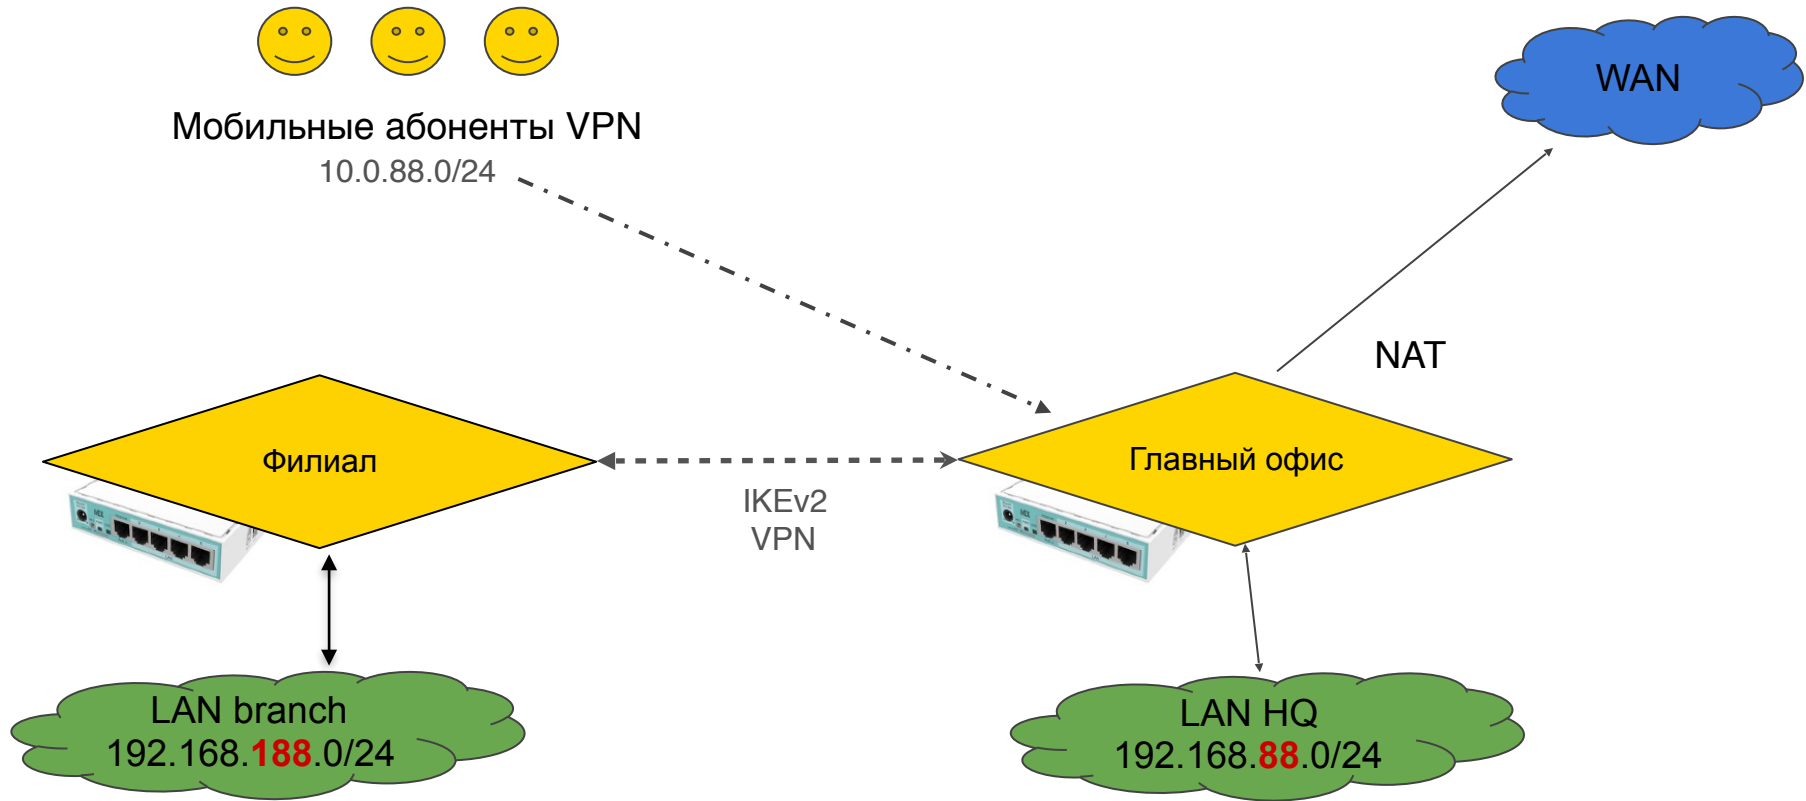 WAN
Мобильные абоненты VPN
10.0.88.0/24
NAT
Филиал
Главный офис
IKEv2
VPN
LAN branch
192.168.188.0/24
LAN HQ
192.168.88.0/24